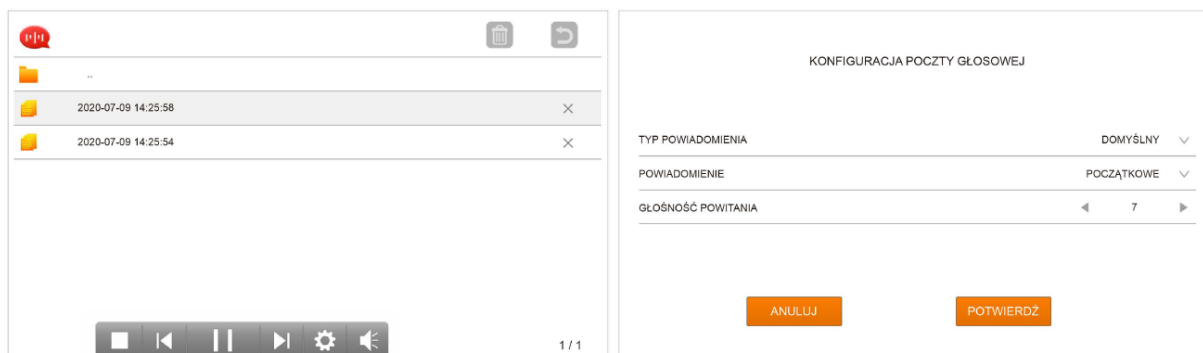 ..
2020-07-09 14:25:58
2020-07-09 14:25:54
1 / 1
KONFIGURACJA POCZTY GŁOSOWEJ
TYP POWIADOMIENIA DOMYŚLNY
POWIADOMIENIE POCZĄTKOWE
GŁOŚNOŚĆ POWITANIA 7
ANULUJ POTWIERDŹ